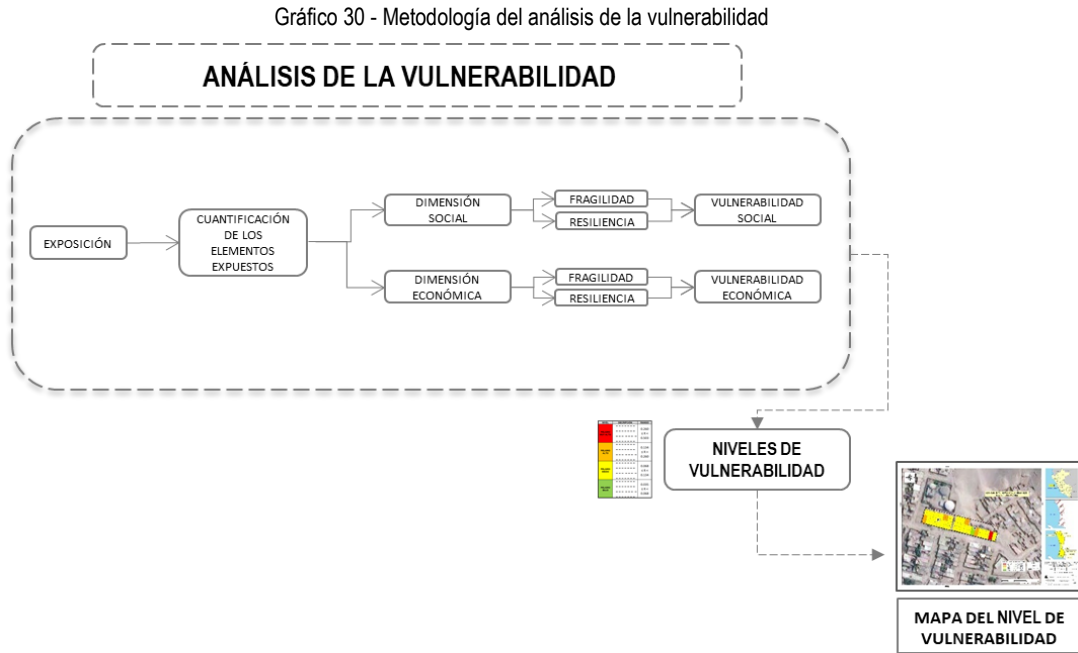 Gráfico 30 - Metodología del análisis de la vulnerabilidad
ANÁLISIS DE LA VULNERABILIDAD
EXPOSICIÓN
CUANTIFICACIÓN
DE LOS
ELEMENTOS
EXPUESTOS
DIMENSIÓN
SOCIAL
FRAGILIDAD
RESILIENCIA
VULNERABILIDAD
SOCIAL
DIMENSIÓN
ECONÓMICA
FRAGILIDAD
RESILIENCIA
VULNERABILIDAD
ECONÓMICA
NIVELES DE
VULNERABILIDAD
MAPA DEL NIVEL DE
VULNERABILIDAD